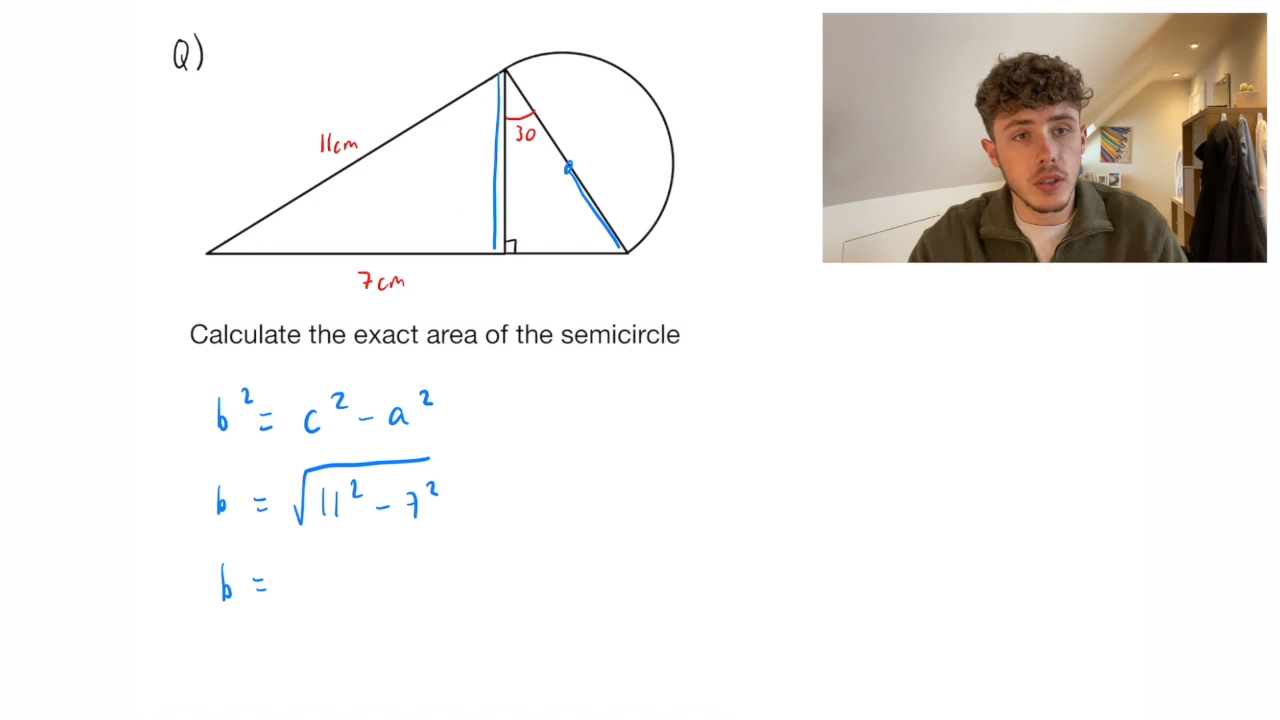 Q)
11cm
30
7cm
Calculate the exact area of the semicircle
b² = c² - a²
b = √11² - 7²
b =